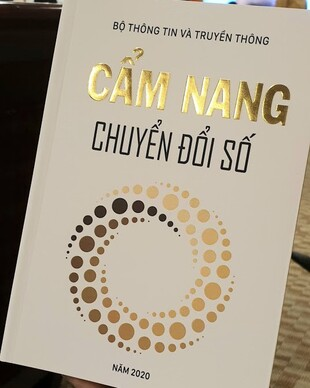 BỘ THÔNG TIN VÀ TRUYỀN THÔNG
CẨM NANG
CHUYỂN ĐỔI SỐ
NĂM 2020